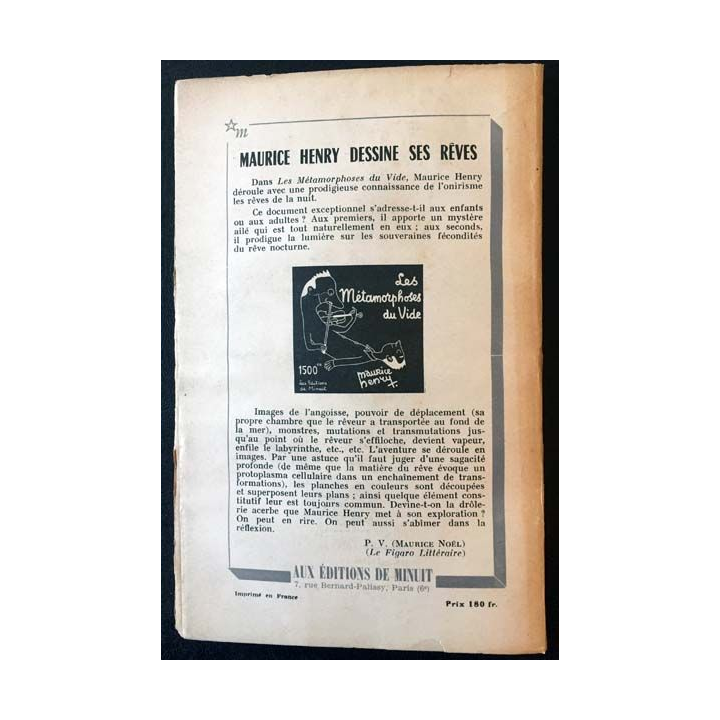 m
MAURICE HENRY DESSINE SES RÊVES
Dans Les Métamorphoses du Vide, Maurice Henry
déroule avec une prodigieuse connaissance de l'onirisme
les rêves de la nuit.
Ce document exceptionnel s'adresse-t-il aux enfants
ou aux adultes ? Aux premiers, il apporte un mystère
ailé qui est tout naturellement en eux ; aux seconds,
il prodigue la lumière sur les souveraines fécondités
du rêve nocturne.
Les
Métamorphoses
du Vide
1500
Les Editions
de Minuit
maurice
henry
Images de l'angoisse, pouvoir de déplacement (sa
propre chambre que le rêveur a transportée au fond de
la mer), monstres, mutations et transmutations jus-
qu'au point où le rêveur s'effiloche, devient vapeur,
enfile le labyrinthe, etc., etc. L'aventure se déroule en
images. Par une astuce qu'il faut juger d'une sagacité
profonde (de même que la matière du rêve évoque un
protoplasma cellulaire dans un enchaînement de trans-
formations), les planches en couleurs sont découpées
et superposent leurs plans ; ainsi quelque élément cons-
titutif leur est toujours commun. Devine-t-on la drôle-
rie acerbe que Maurice Henry met à son exploration ?
On peut en rire. On peut aussi s'abîmer dans la
réflexion.
P. V. (MAURICE NOËL)
(Le Figaro Littéraire)
AUX ÉDITIONS DE MINUIT
7, rue Bernard-Palissy, Paris (6e)
Imprimé en France
Prix 180 fr.